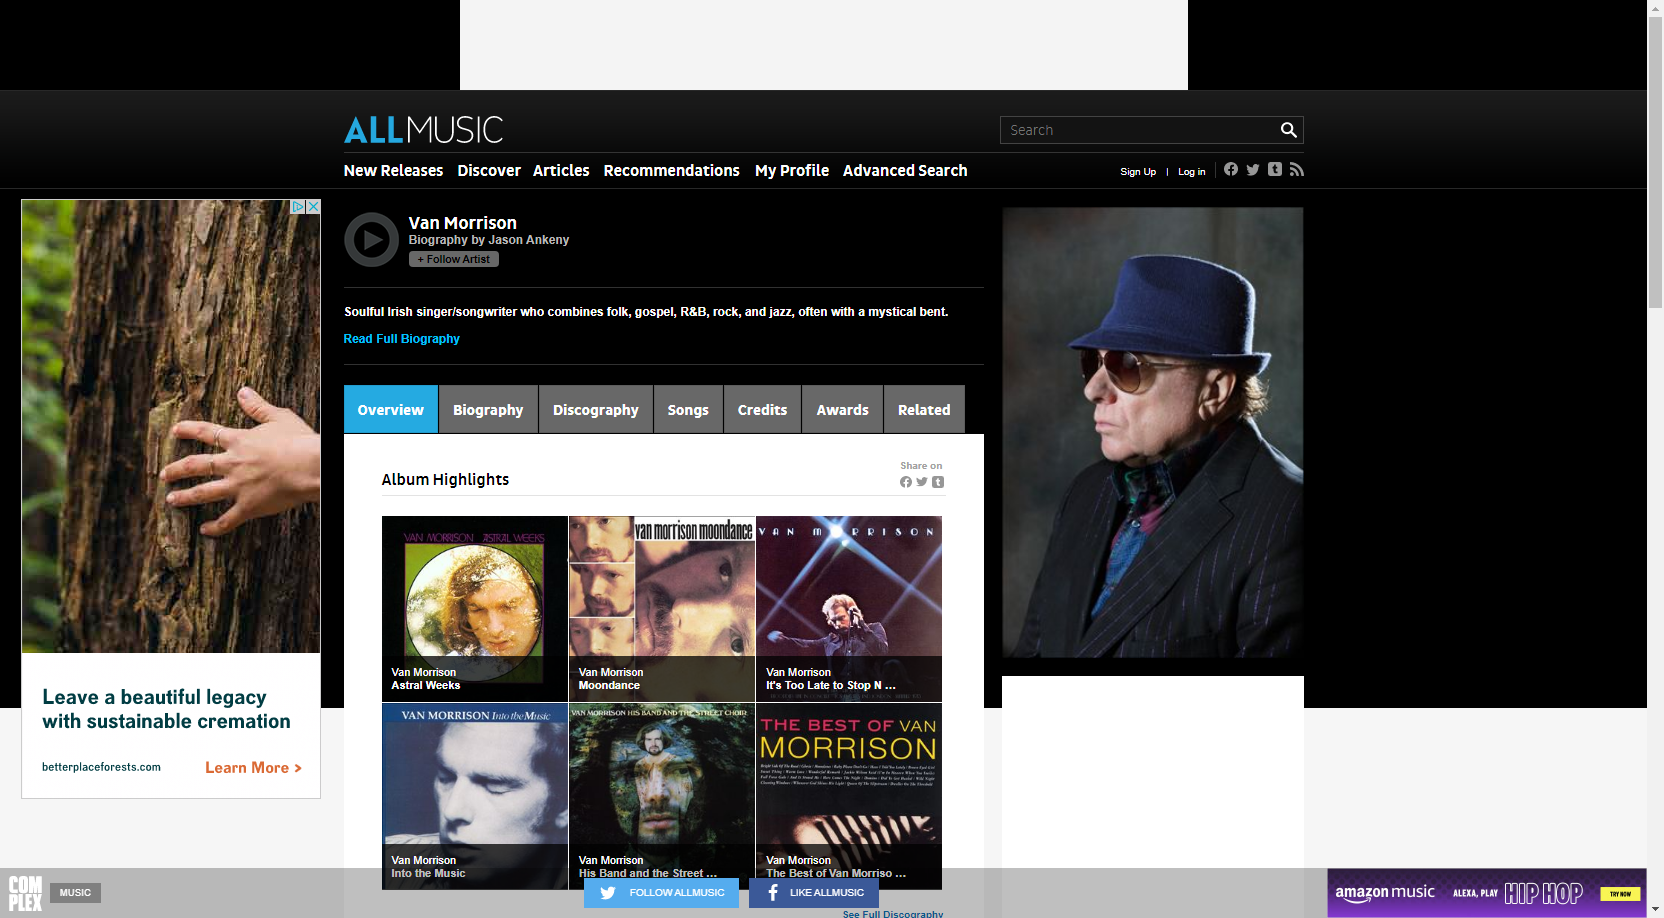 ALLMUSIC
Search
New Releases Discover Articles Recommendations My Profile Advanced Search
Sign Up | Log in
Van Morrison
Biography by Jason Ankeny
+ Follow Artist
Soulful Irish singer/songwriter who combines folk, gospel, R&B, rock, and jazz, often with a mystical bent.
Read Full Biography
Overview Biography Discography Songs Credits Awards Related
Album Highlights
Share on
VAN MORRISON ASTRAL WEEKS
Van Morrison
Astral Weeks
van morrison moondance
Van Morrison
Moondance
VAN MORRISON
Van Morrison
It's Too Late to Stop N ...
VAN MORRISON Into the Music
Van Morrison
Into the Music
VAN MORRISON HIS BAND AND THE STREET CHOIR
Van Morrison
His Band and the Street ...
THE BEST OF VAN
MORRISON
Van Morrison
The Best of Van Morriso ...
See Full Discography
Leave a beautiful legacy
with sustainable cremation
betterplaceforests.com
Learn More >
COM
PLEX
MUSIC
FOLLOW ALLMUSIC
LIKE ALLMUSIC
amazon music
ALEXA, PLAY HIP HOP
TRY NOW